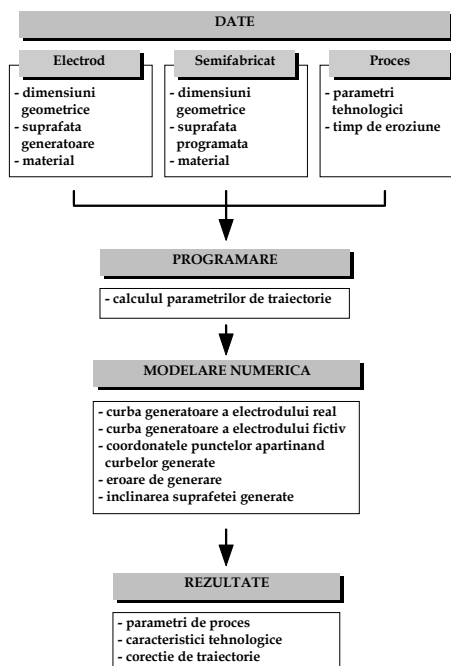 DATE
Electrod
- dimensiuni
geometrice
- suprafata
generatoare
- material
Semifabricat
- dimensiuni
geometrice
- suprafata
programata
- material
Proces
- parametri
tehnologici
- timp de eroziune
PROGRAMARE
- calculul parametrilor de traiectorie
MODELARE NUMERICA
- curba generatoare a electrodului real
- curba generatoare a electrodului fictiv
- coordonatele punctelor apartinand
curbelor generate
- eroare de generare
- inclinarea suprafetei generate
REZULTATE
- parametri de proces
- caracteristici tehnologice
- corectie de traiectorie